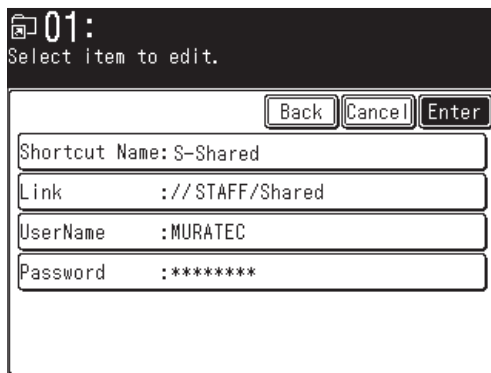 01:
Select item to edit.
Back Cancel Enter
Shortcut Name: S-Shared
Link :// STAFF/Shared
UserName :MURATEC
Password :********